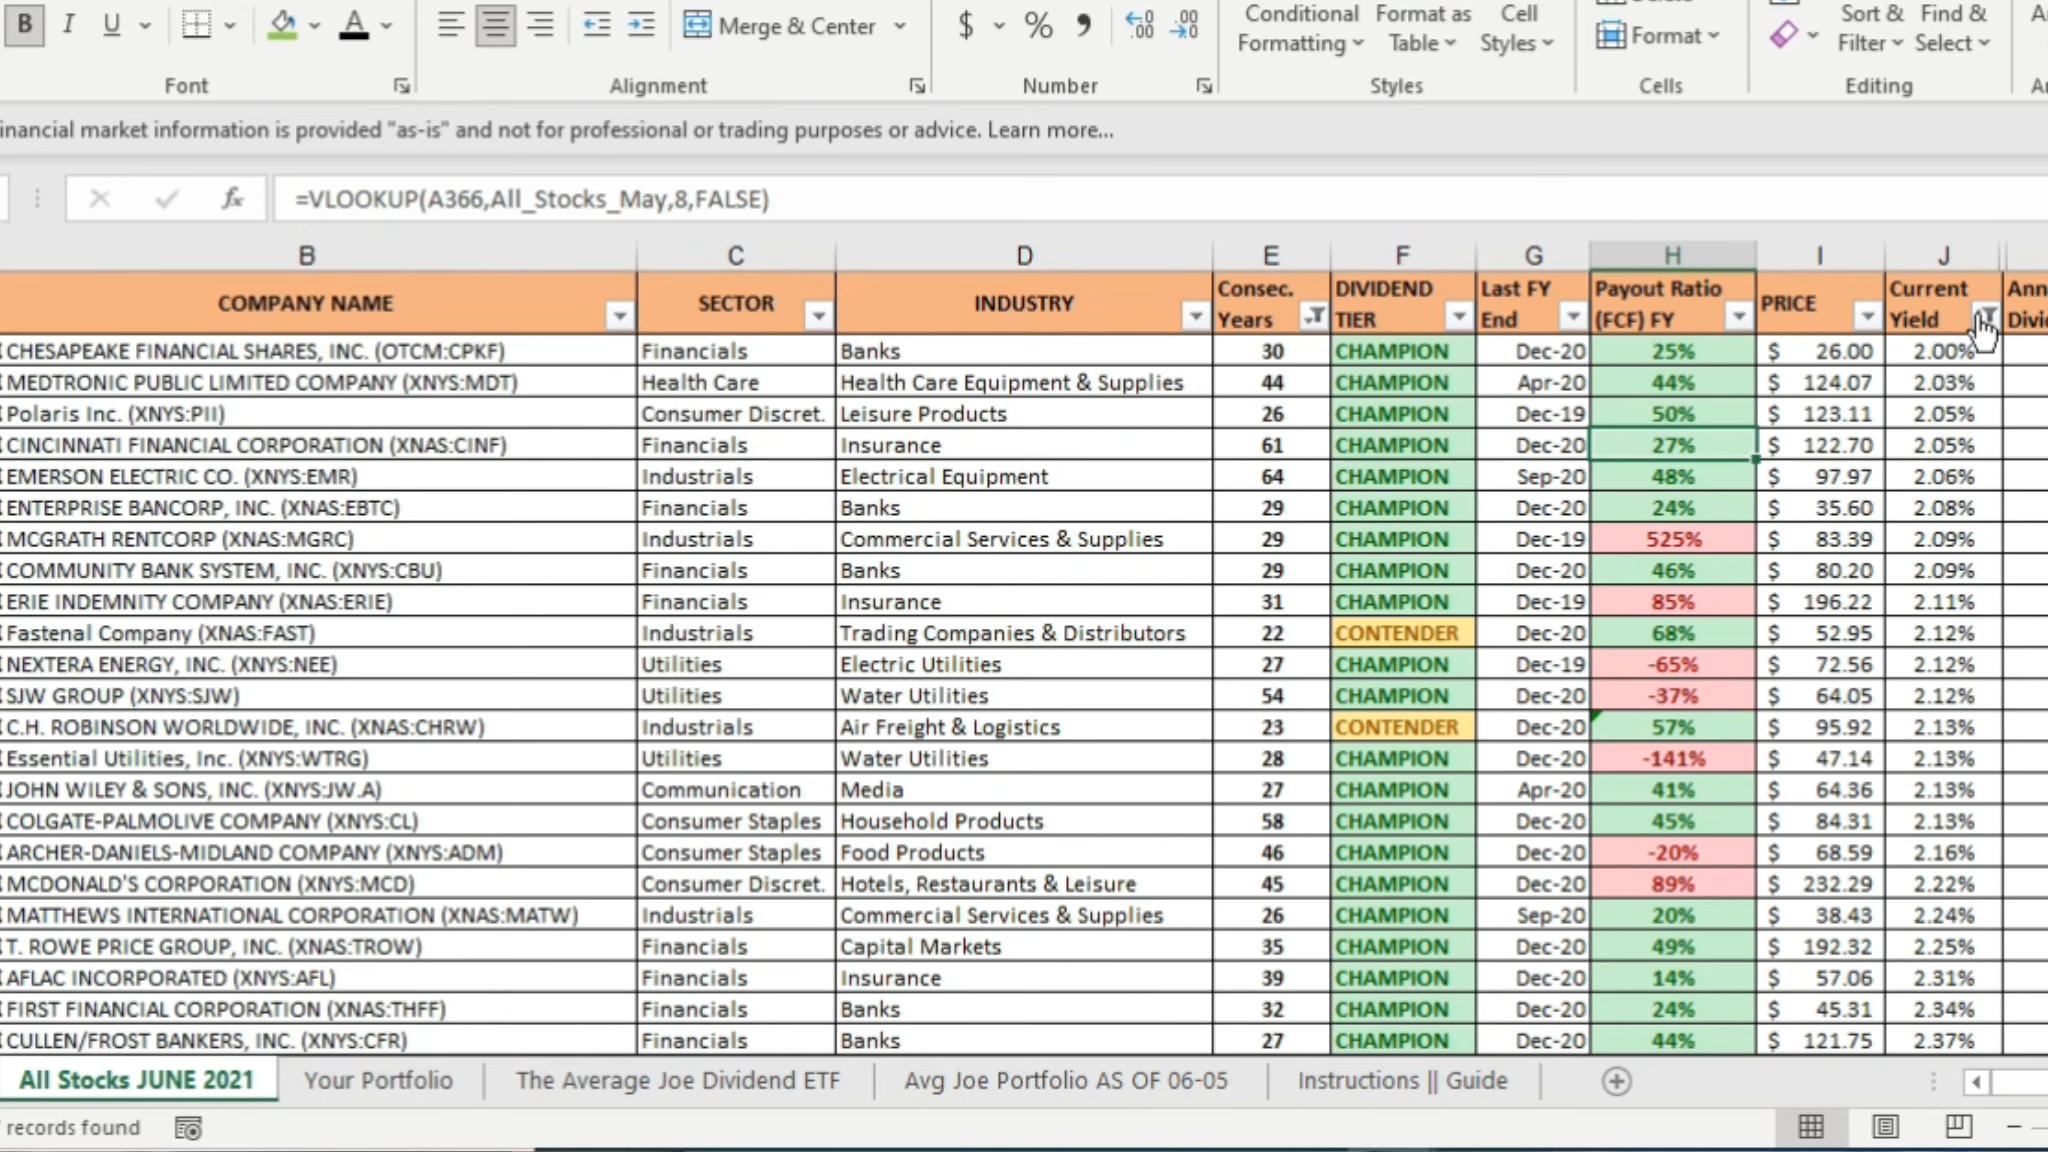 B I U A Merge & Center $ % , .00 .00 Conditional Formatting Format as Table Cell Styles Format Sort & Filter Find & Select
Font Alignment Number Styles Cells Editing
inancial market information is provided "as-is" and not for professional or trading purposes or advice. Learn more...
fx =VLOOKUP(A366,All_Stocks_May,8,FALSE)
B C D E F G H I J
COMPANY NAME SECTOR INDUSTRY Consec. Years DIVIDEND TIER Last FY End Payout Ratio (FCF) FY PRICE Current Yield Ann Divid
CHESAPEAKE FINANCIAL SHARES, INC. (OTCM:CPKF) Financials Banks 30 CHAMPION Dec-20 25% $ 26.00 2.00%
MEDTRONIC PUBLIC LIMITED COMPANY (XNYS:MDT) Health Care Health Care Equipment & Supplies 44 CHAMPION Apr-20 44% $ 124.07 2.03%
Polaris Inc. (XNYS:PII) Consumer Discret. Leisure Products 26 CHAMPION Dec-19 50% $ 123.11 2.05%
CINCINNATI FINANCIAL CORPORATION (XNAS:CINF) Financials Insurance 61 CHAMPION Dec-20 27% $ 122.70 2.05%
EMERSON ELECTRIC CO. (XNYS:EMR) Industrials Electrical Equipment 64 CHAMPION Sep-20 48% $ 97.97 2.06%
ENTERPRISE BANCORP, INC. (XNAS:EBTC) Financials Banks 29 CHAMPION Dec-20 24% $ 35.60 2.08%
MCGRATH RENTCORP (XNAS:MGRC) Industrials Commercial Services & Supplies 29 CHAMPION Dec-19 525% $ 83.39 2.09%
COMMUNITY BANK SYSTEM, INC. (XNYS:CBU) Financials Banks 29 CHAMPION Dec-20 46% $ 80.20 2.09%
ERIE INDEMNITY COMPANY (XNAS:ERIE) Financials Insurance 31 CHAMPION Dec-19 85% $ 196.22 2.11%
Fastenal Company (XNAS:FAST) Industrials Trading Companies & Distributors 22 CONTENDER Dec-20 68% $ 52.95 2.12%
NEXTERA ENERGY, INC. (XNYS:NEE) Utilities Electric Utilities 27 CHAMPION Dec-19 -65% $ 72.56 2.12%
SJW GROUP (XNYS:SJW) Utilities Water Utilities 54 CHAMPION Dec-20 -37% $ 64.05 2.12%
C.H. ROBINSON WORLDWIDE, INC. (XNAS:CHRW) Industrials Air Freight & Logistics 23 CONTENDER Dec-20 57% $ 95.92 2.13%
Essential Utilities, Inc. (XNYS:WTRG) Utilities Water Utilities 28 CHAMPION Dec-20 -141% $ 47.14 2.13%
JOHN WILEY & SONS, INC. (XNYS:JW.A) Communication Media 27 CHAMPION Apr-20 41% $ 64.36 2.13%
COLGATE-PALMOLIVE COMPANY (XNYS:CL) Consumer Staples Household Products 58 CHAMPION Dec-20 45% $ 84.31 2.13%
ARCHER-DANIELS-MIDLAND COMPANY (XNYS:ADM) Consumer Staples Food Products 46 CHAMPION Dec-20 -20% $ 68.59 2.16%
MCDONALD'S CORPORATION (XNYS:MCD) Consumer Discret. Hotels, Restaurants & Leisure 45 CHAMPION Dec-20 89% $ 232.29 2.22%
MATTHEWS INTERNATIONAL CORPORATION (XNAS:MATW) Industrials Commercial Services & Supplies 26 CHAMPION Sep-20 20% $ 38.43 2.24%
T. ROWE PRICE GROUP, INC. (XNAS:TROW) Financials Capital Markets 35 CHAMPION Dec-20 49% $ 192.32 2.25%
AFLAC INCORPORATED (XNYS:AFL) Financials Insurance 39 CHAMPION Dec-20 14% $ 57.06 2.31%
FIRST FINANCIAL CORPORATION (XNAS:THFF) Financials Banks 32 CHAMPION Dec-20 24% $ 45.31 2.34%
CULLEN/FROST BANKERS, INC. (XNYS:CFR) Financials Banks 27 CHAMPION Dec-20 44% $ 121.75 2.37%
All Stocks JUNE 2021 Your Portfolio The Average Joe Dividend ETF Avg Joe Portfolio AS OF 06-05 Instructions || Guide
records found